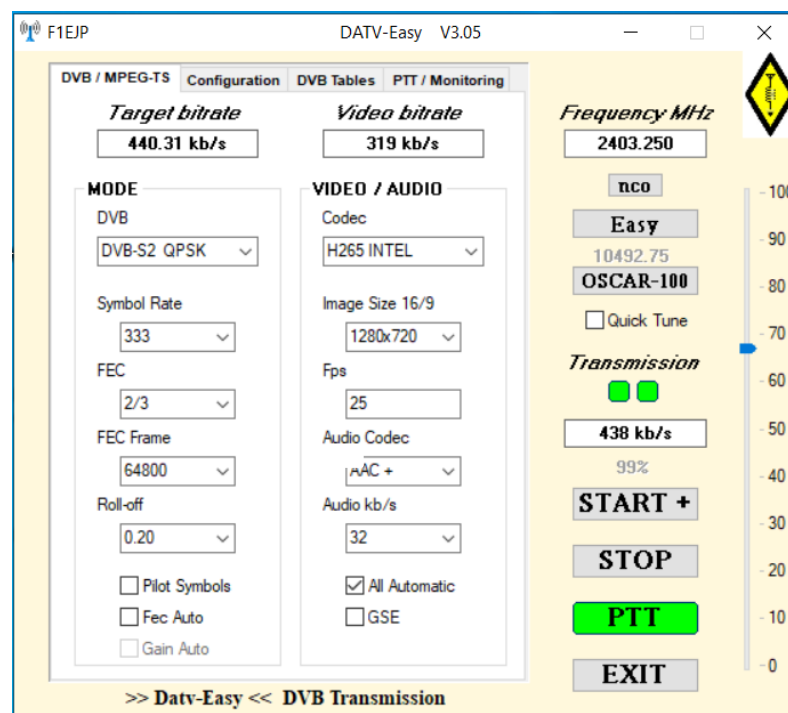 F1EJP DATV-Easy V3.05
DVB / MPEG-TS Configuration DVB Tables PTT / Monitoring
Target bitrate
440.31 kb/s
Video bitrate
319 kb/s
MODE
DVB
DVB-S2 QPSK
Symbol Rate
333
FEC
2/3
FEC Frame
64800
Roll-off
0.20
Pilot Symbols
Fec Auto
Gain Auto
VIDEO / AUDIO
Codec
H265 INTEL
Image Size 16/9
1280x720
Fps
25
Audio Codec
AAC +
Audio kb/s
32
All Automatic
GSE
>> Datv-Easy << DVB Transmission
Frequency MHz
2403.250
nco
Easy
10492.75
OSCAR-100
Quick Tune
Transmission
438 kb/s
99%
START +
STOP
PTT
EXIT
100
90
80
70
60
50
40
30
20
10
0